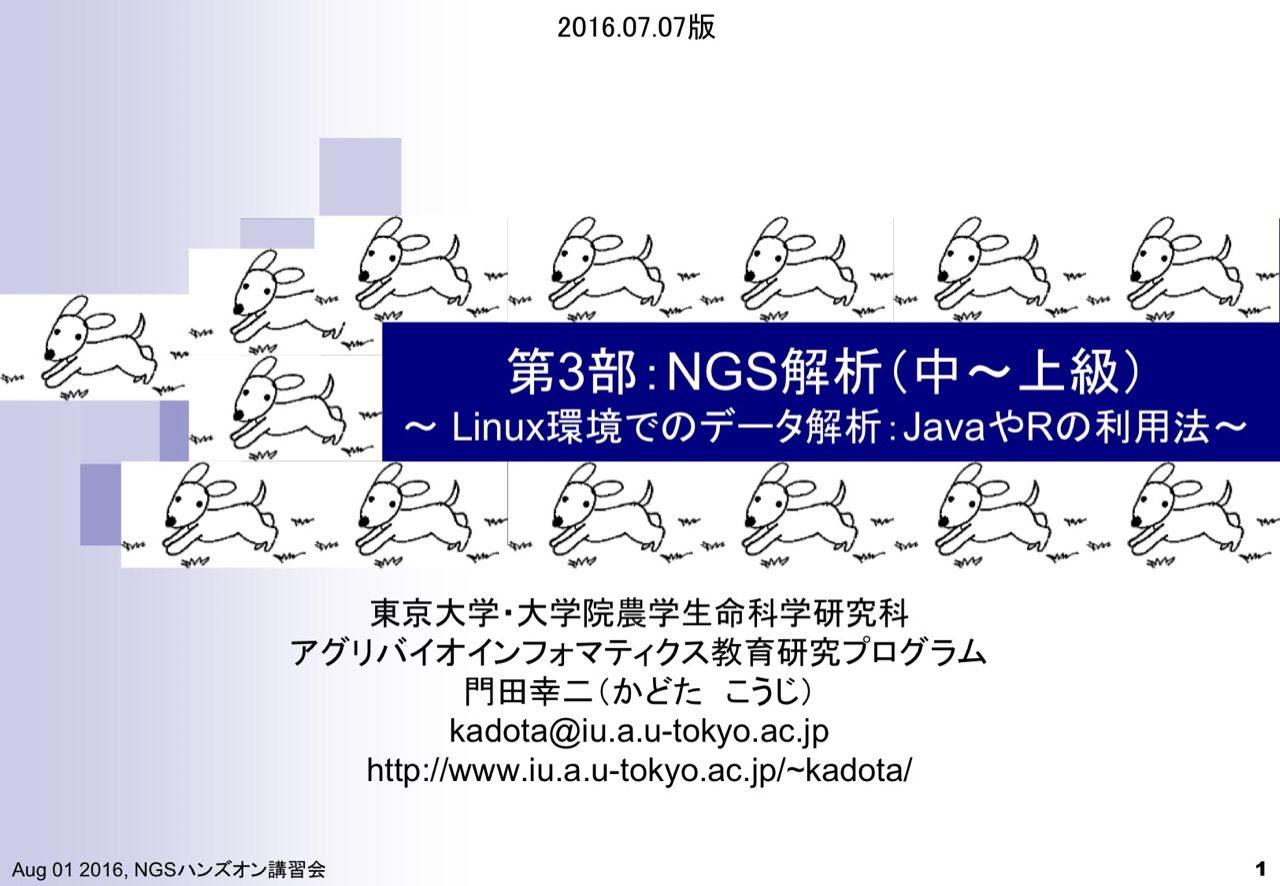 2016.07.07版
第3部：NGS解析（中～上級）
～ Linux環境でのデータ解析：JavaやRの利用法～
東京大学・大学院農学生命科学研究科
アグリバイオインフォマティクス教育研究プログラム
門田幸二（かどた　こうじ）
kadota@iu.a.u-tokyo.ac.jp
http://www.iu.a.u-tokyo.ac.jp/~kadota/
Aug 01 2016, NGSハンズオン講習会
1